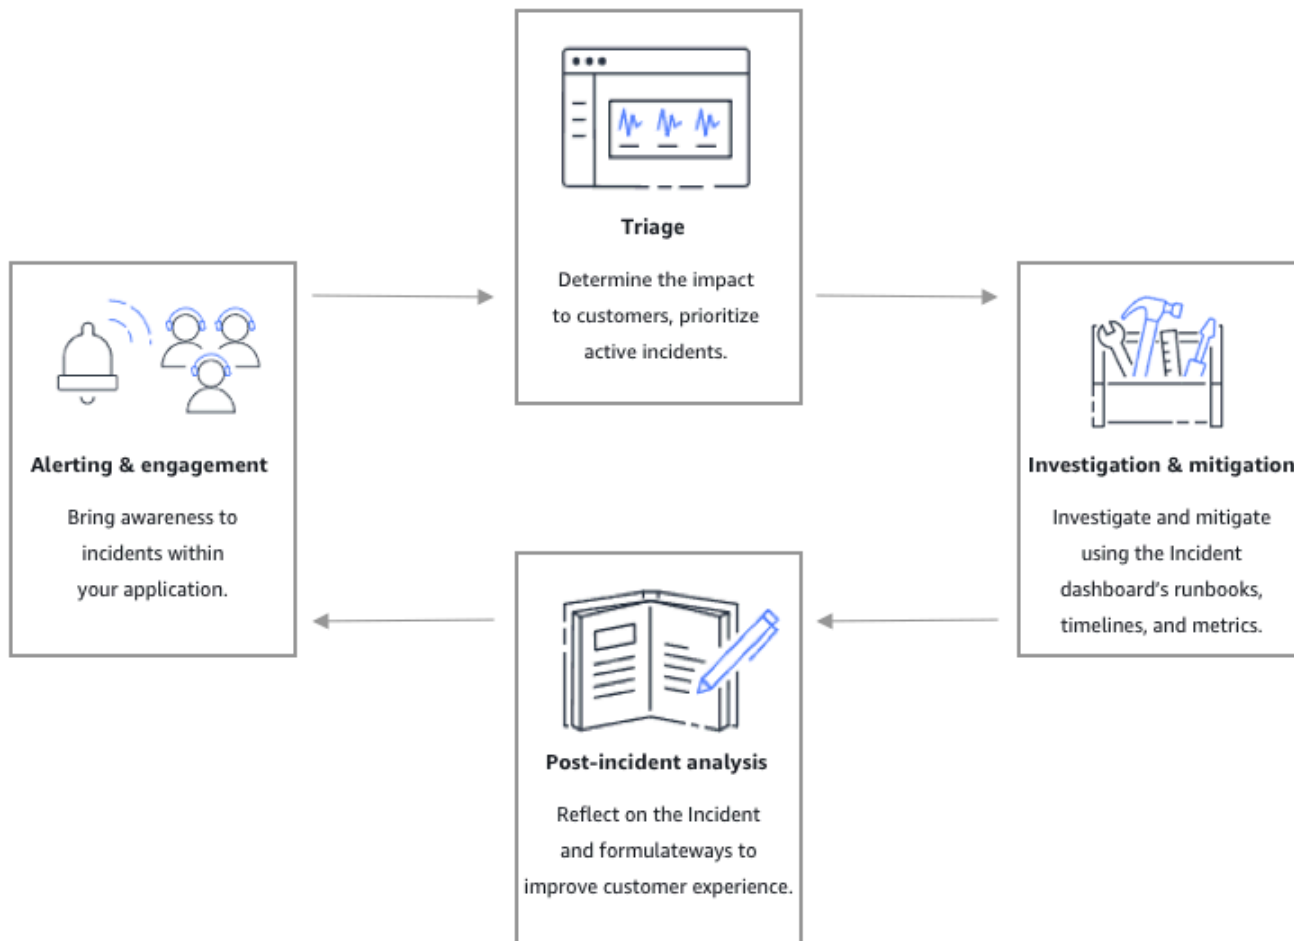 Triage
Determine the impact
to customers, prioritize
active incidents.
Alerting & engagement
Bring awareness to
incidents within
your application.
Investigation & mitigation
Investigate and mitigate
using the Incident
dashboard’s runbooks,
timelines, and metrics.
Post-incident analysis
Reflect on the Incident
and formulateways to
improve customer experience.